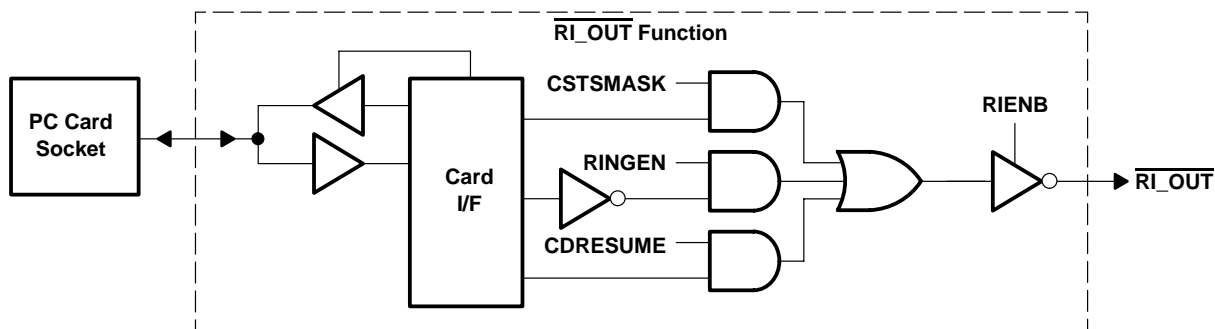 RI_OUT Function
PC Card
Socket
Card
I/F
CSTSMASK
RINGEN
CDRESUME
RIENB
RI_OUT